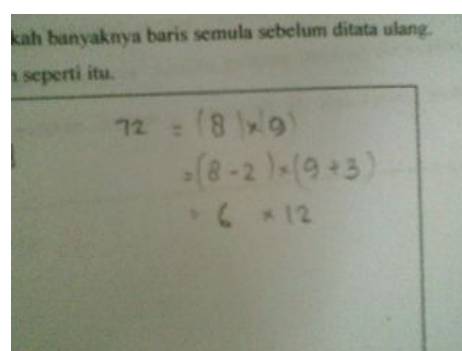 kah banyaknya baris semula sebelum ditata ulang.
seperti itu.
72 = (8)×(9)
=(8-2)×(9+3)
= 6 × 12